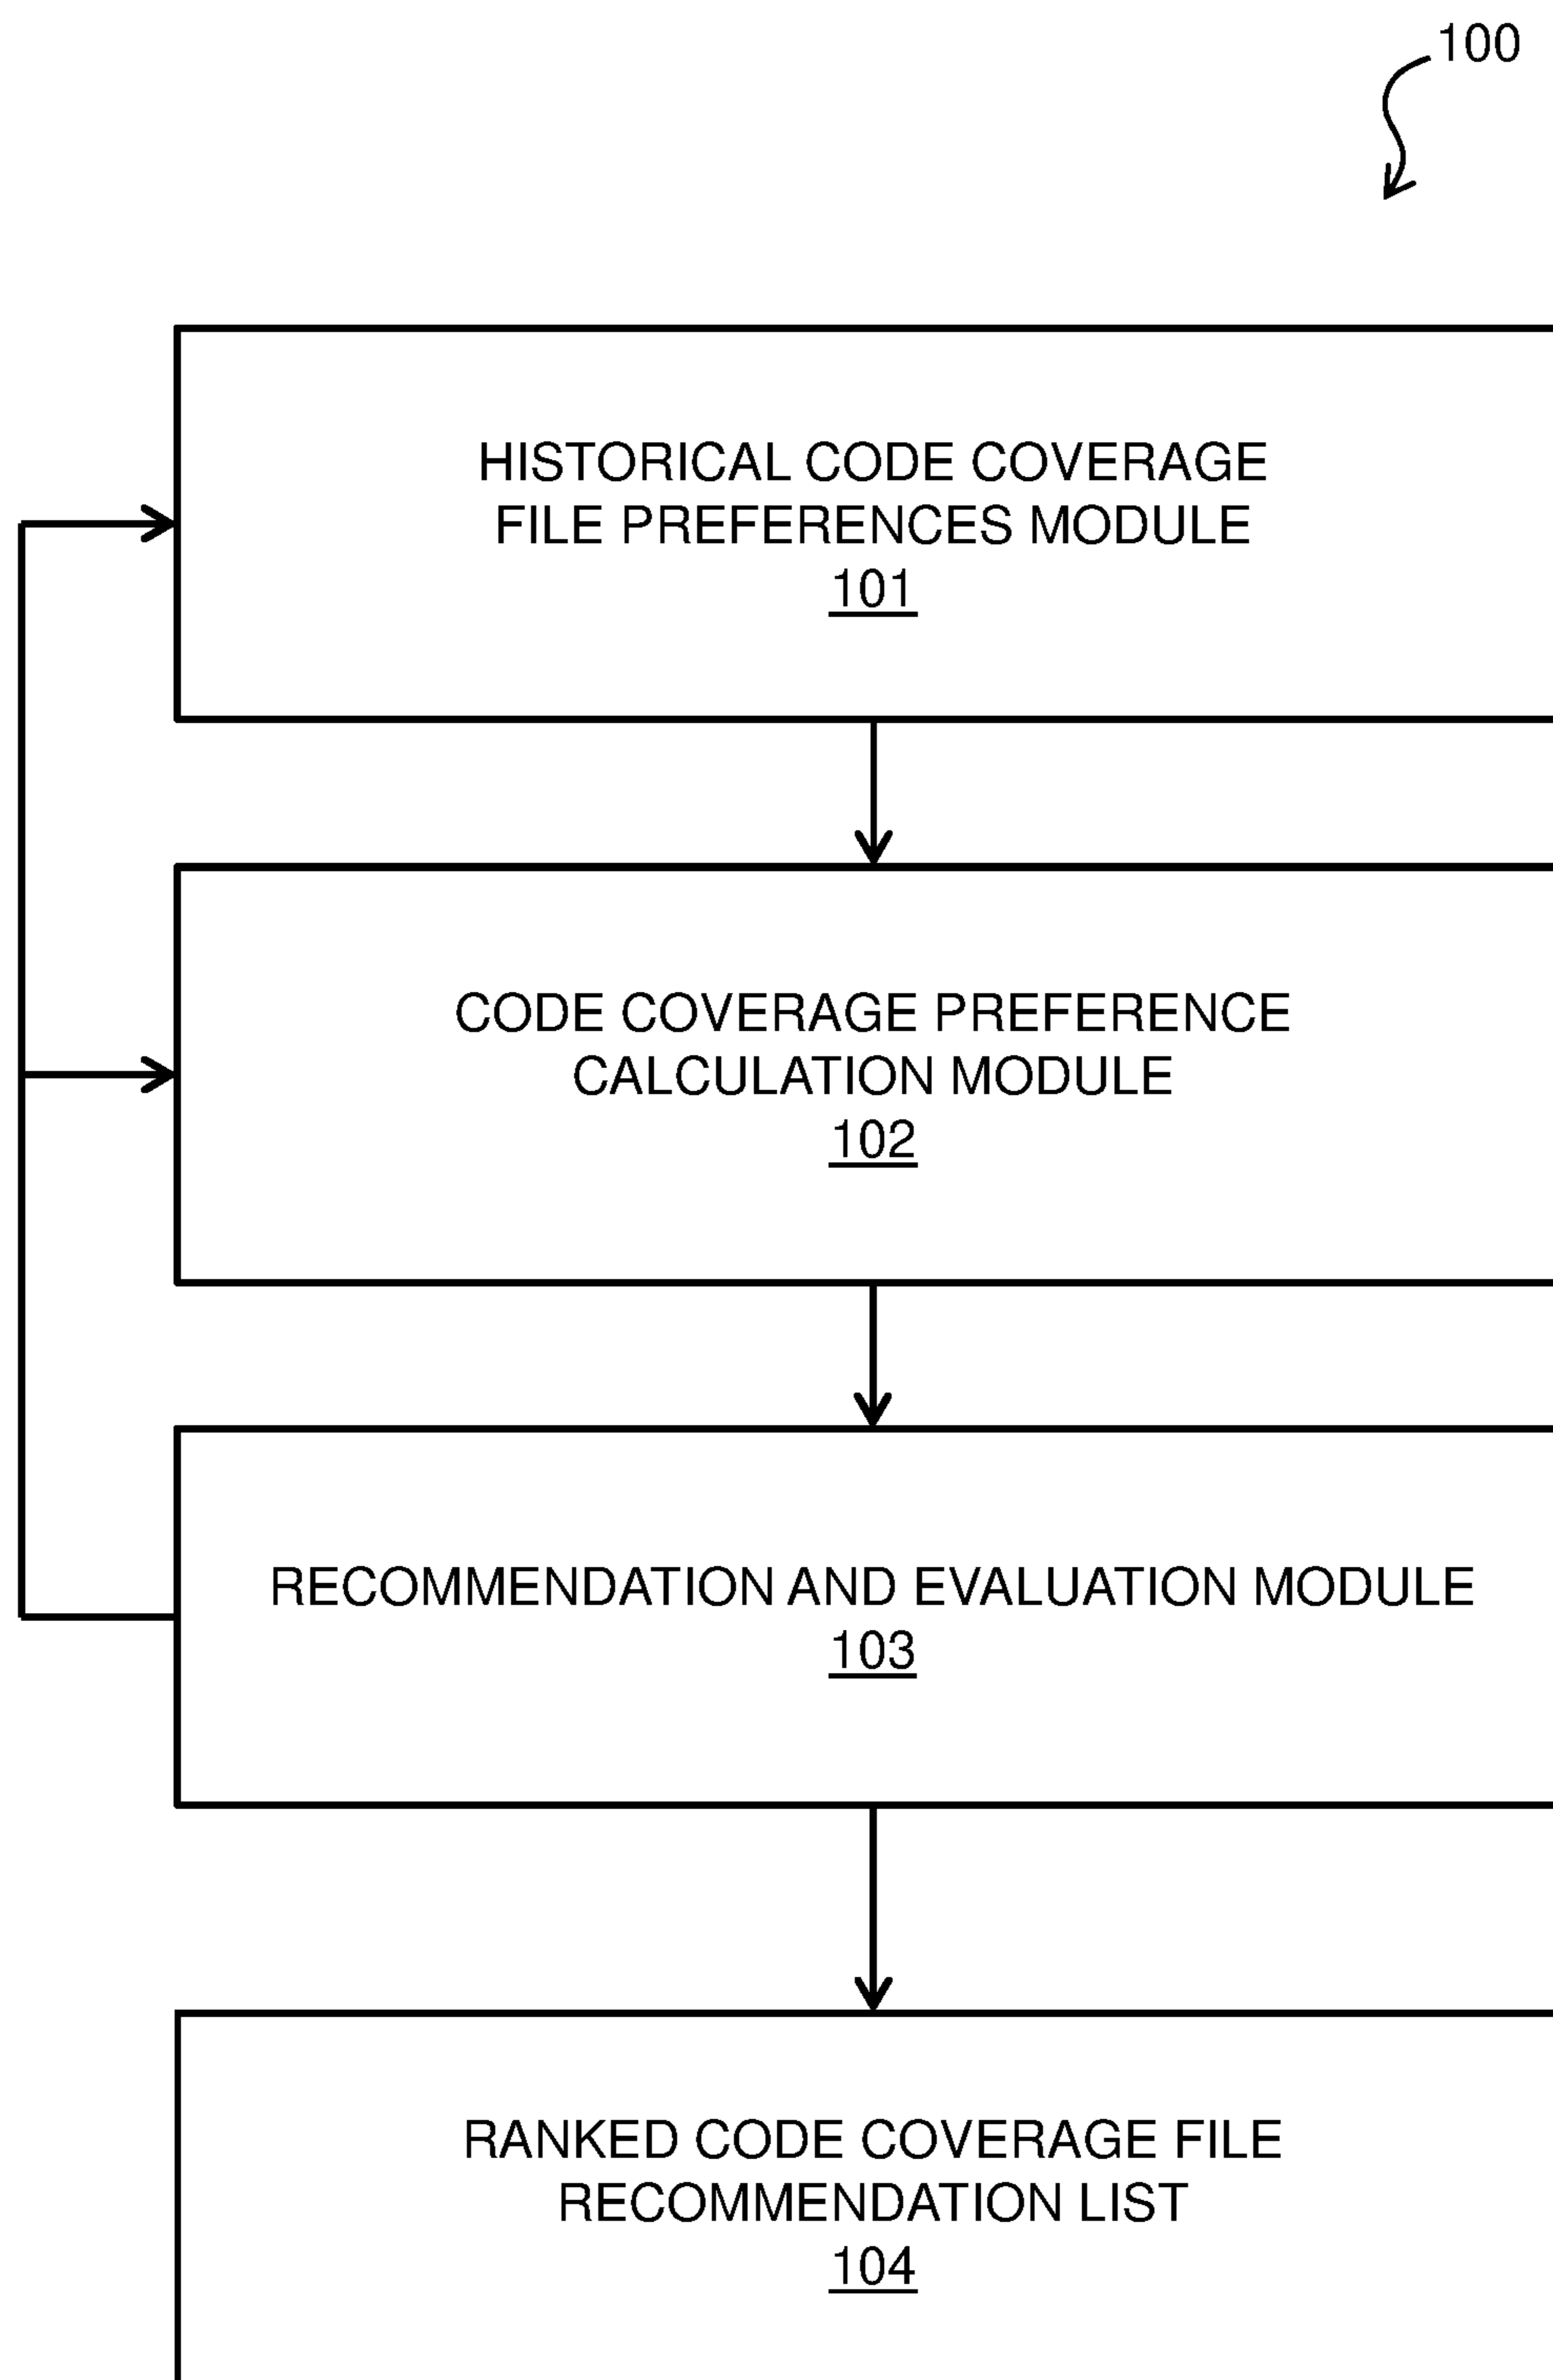 100
HISTORICAL CODE COVERAGE
FILE PREFERENCES MODULE
101
CODE COVERAGE PREFERENCE
CALCULATION MODULE
102
RECOMMENDATION AND EVALUATION MODULE
103
RANKED CODE COVERAGE FILE
RECOMMENDATION LIST
104